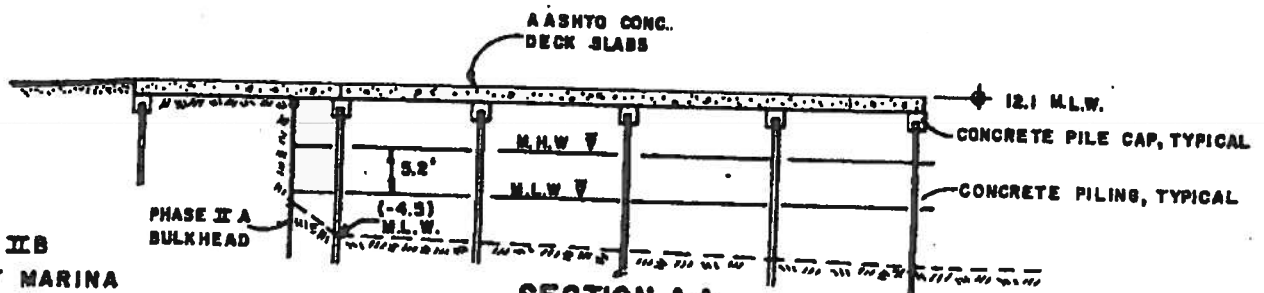 AASHTO CONC..
DECK SLABS
12.1 M.L.W.
CONCRETE PILE CAP, TYPICAL
M.H.W
5.2'
M.L.W
CONCRETE PILING, TYPICAL
(-4.5)
M.L.W.
PHASE II A
BULKHEAD
IIB
MARINA
SECTION A-A